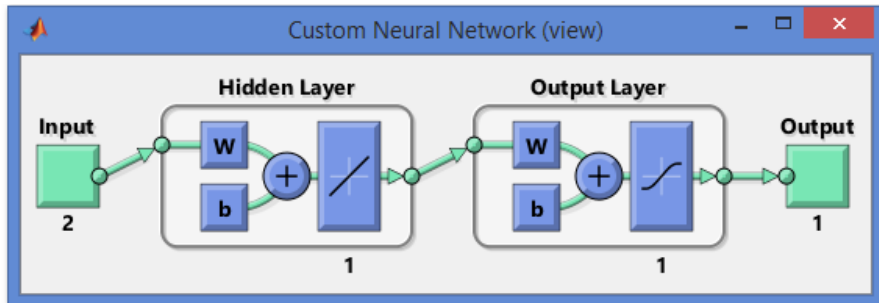 Custom Neural Network (view)
Hidden Layer
Output Layer
Input
Output
W
W
b
b
2
1
1
1